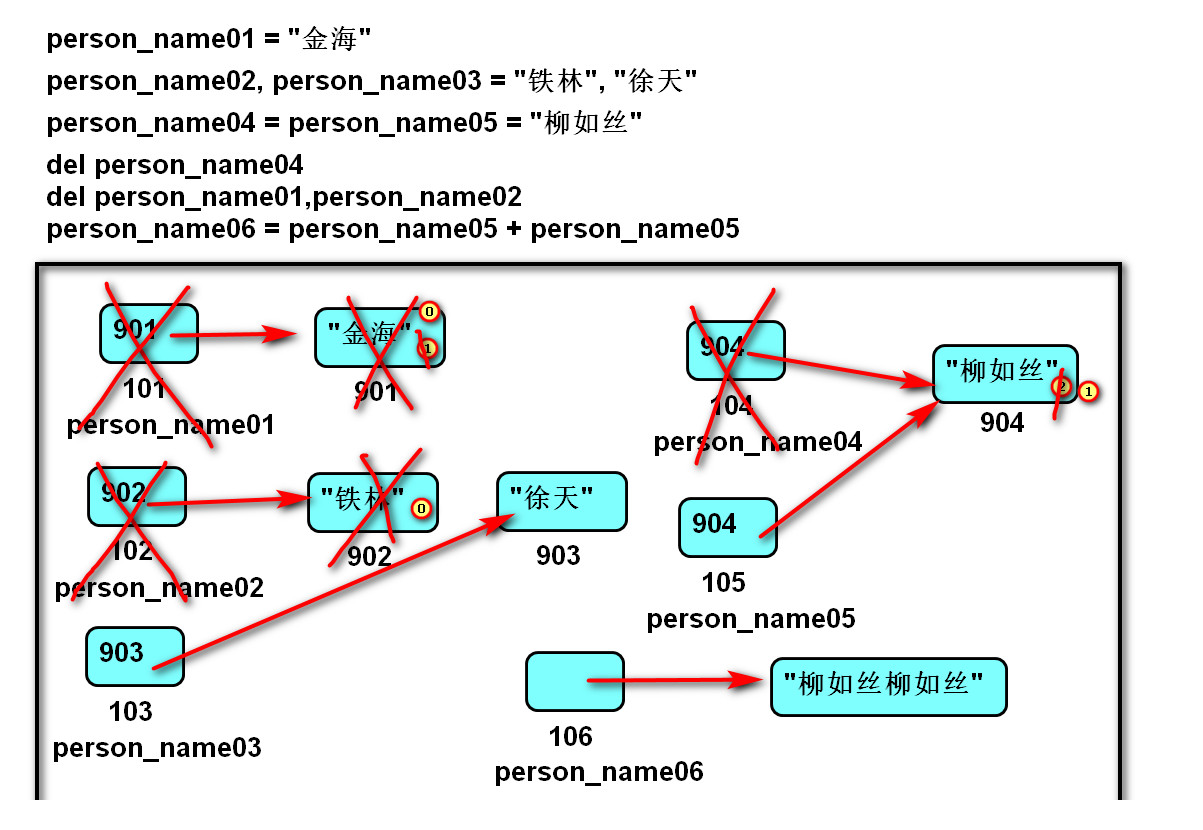 person_name01 = "金海"
person_name02, person_name03 = "铁林", "徐天"
person_name04 = person_name05 = "柳如丝"
del person_name04
del person_name01,person_name02
person_name06 = person_name05 + person_name05
901
"金海"
0
1
101
901
person_name01
904
"柳如丝"
2
1
104
904
person_name04
902
"铁林"
0
"徐天"
102
902
903
person_name02
904
105
person_name05
903
103
person_name03
"柳如丝柳如丝"
106
person_name06